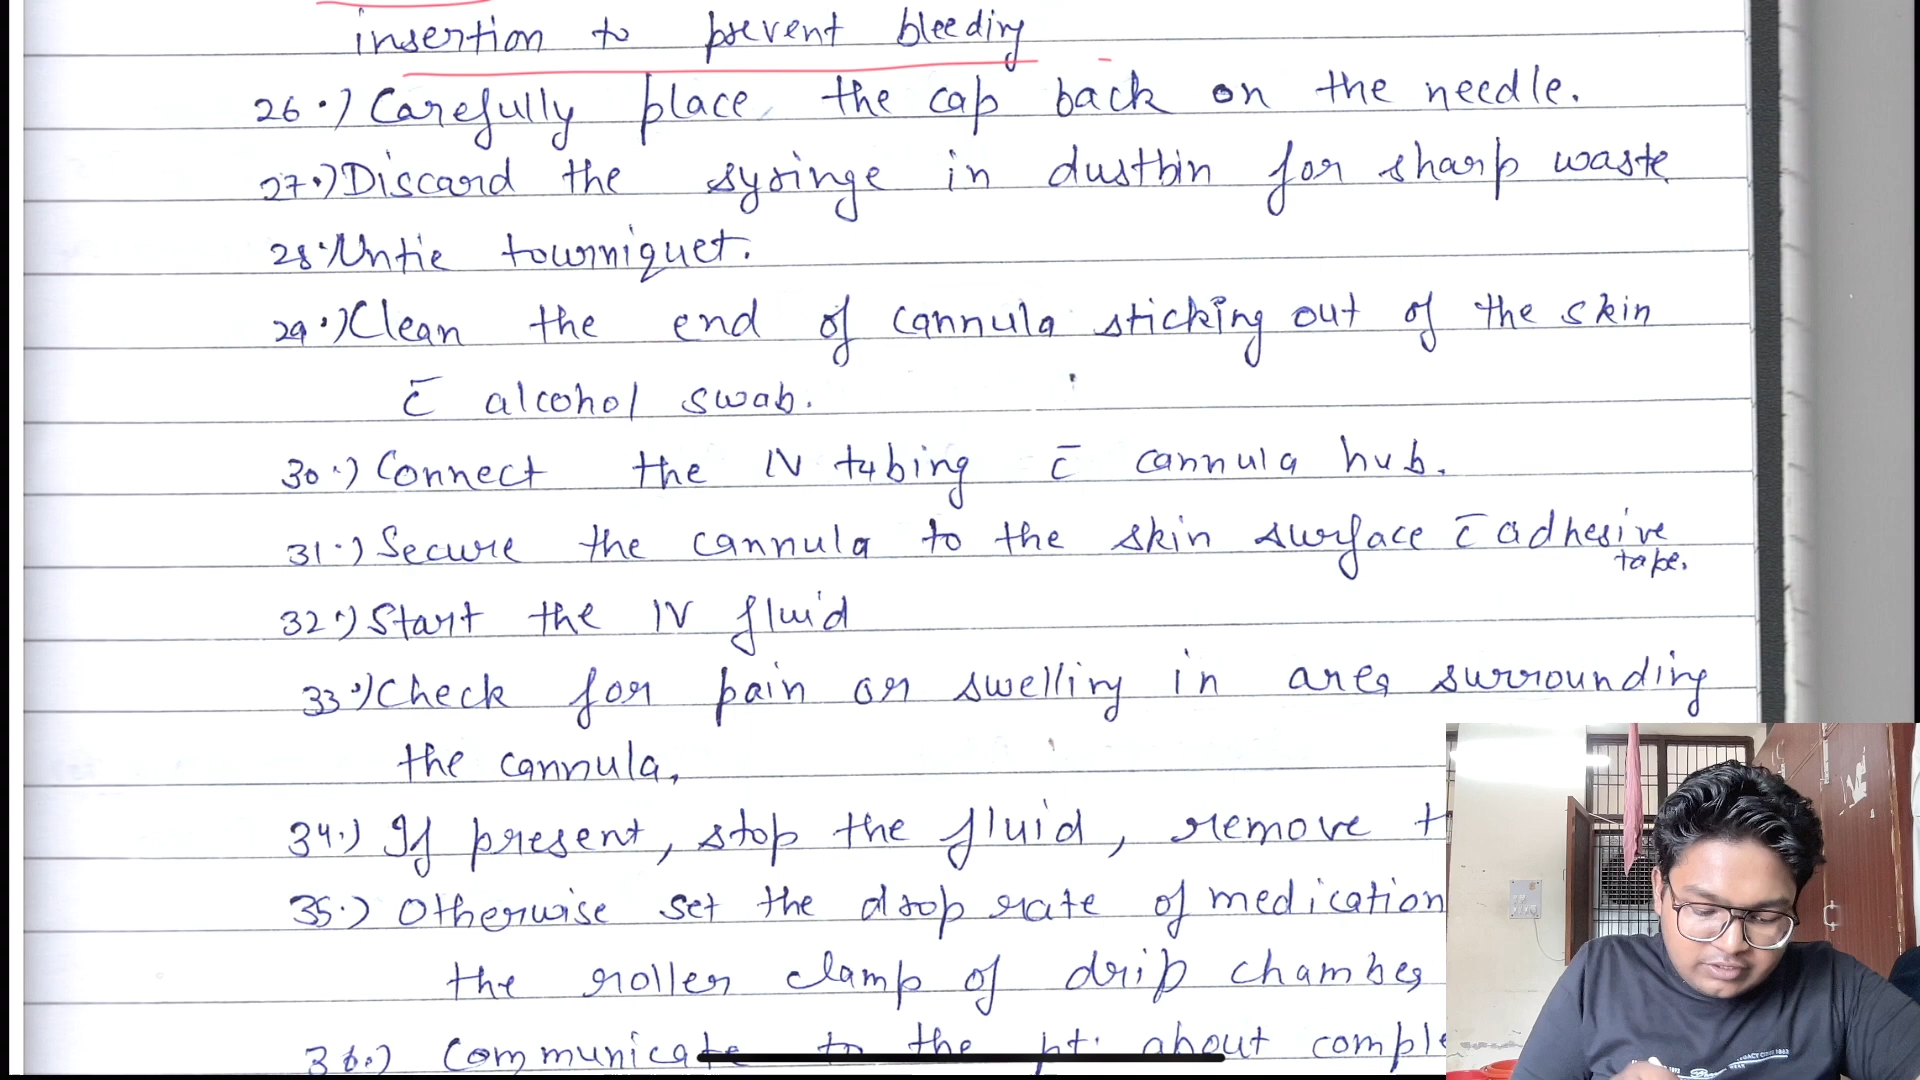 insertion to prevent bleeding
26.) Carefully place the cap back on the needle.
27.) Discard the syringe in dustbin for sharp waste
28.) Untie tourniquet.
29.) Clean the end of cannula sticking out of the skin
c̄ alcohol swab.
30.) Connect the IV tubing c̄ cannula hub.
31.) Secure the cannula to the skin surface c̄ adhesive
tape.
32.) Start the IV fluid
33.) Check for pain or swelling in area surrounding
the cannula,
34.) If present, stop the fluid, remove
35.) Otherwise set the drop rate of medication
the roller clamp of drip chamber
36.) Communicate to the pt. about